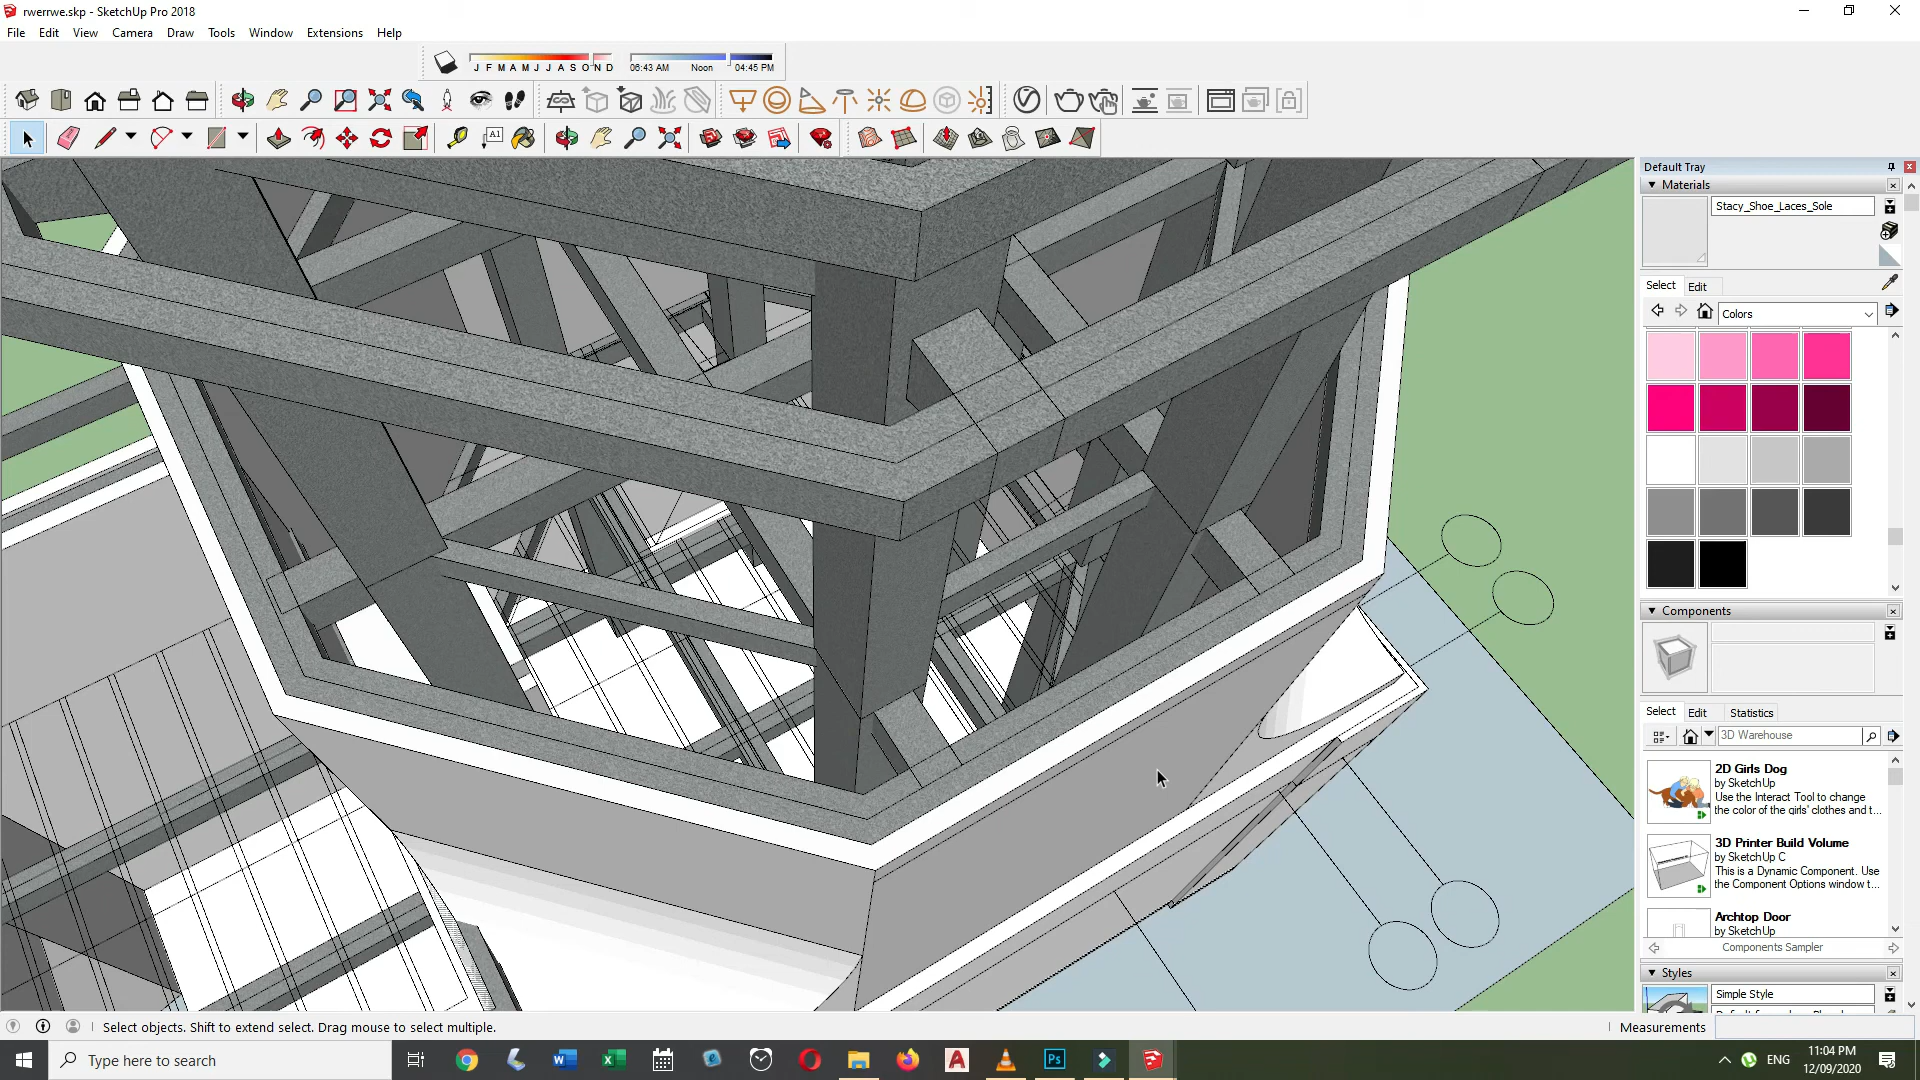 rwerrwe.skp - SketchUp Pro 2018
File Edit View Camera Draw Tools Window Extensions Help
J F M A M J J A S O N D
06:43 AM Noon 04:45 PM
A1
Default Tray
Materials
Stacy_Shoe_Laces_Sole
Select Edit
Colors
Components
Select Edit Statistics
3D Warehouse
2D Girls Dog
by SketchUp
Use the Interact Tool to change
the color of the girls' clothes and t...
3D Printer Build Volume
by SketchUp C
This is a Dynamic Component. Use
the Component Options window t...
Archtop Door
by SketchUp
Components Sampler
Styles
Simple Style
Select objects. Shift to extend select. Drag mouse to select multiple.
Measurements
Type here to search
Ps
ENG
11:04 PM
12/09/2020